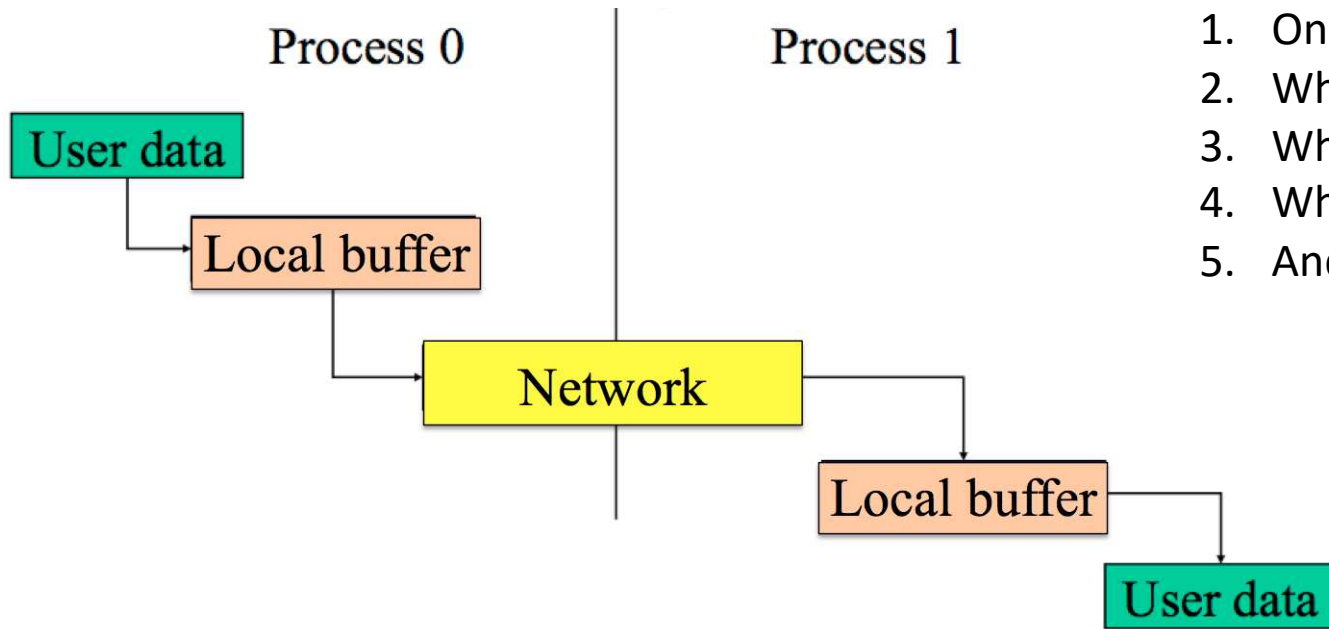 Process 0
Process 1
User data
Local buffer
Network
Local buffer
User data
1. On
2. Wh
3. Wh
4. Wh
5. And